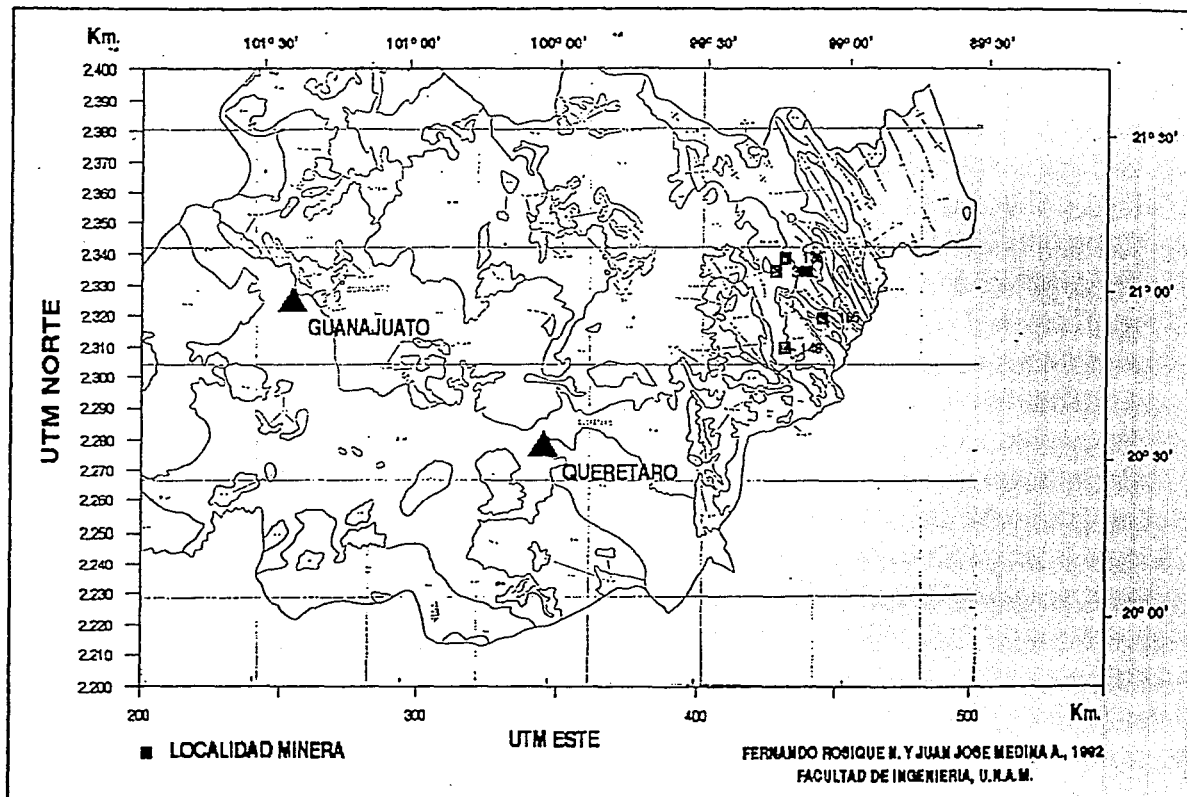 Km.
101° 30' 101° 00' 100° 00' 99° 30' 99° 00' 89° 30'
2,400
2,390
2,380
2,370
2,360
2,350
2,340
2,330
2,320
2,310
2,300
2,290
2,280
2,270
2,260
2,250
2,240
2,230
2,220
2,210
2,200
UTM NORTE
21° 30'
21° 00'
20° 30'
20° 00'
GUANAJUATO
QUERETARO
165
200 300 400 500 Km.
UTM ESTE
LOCALIDAD MINERA
FERNANDO ROSIQUE N. Y JUAN JOSE MEDINA A., 1992
FACULTAD DE INGENIERIA, U.N.A.M.